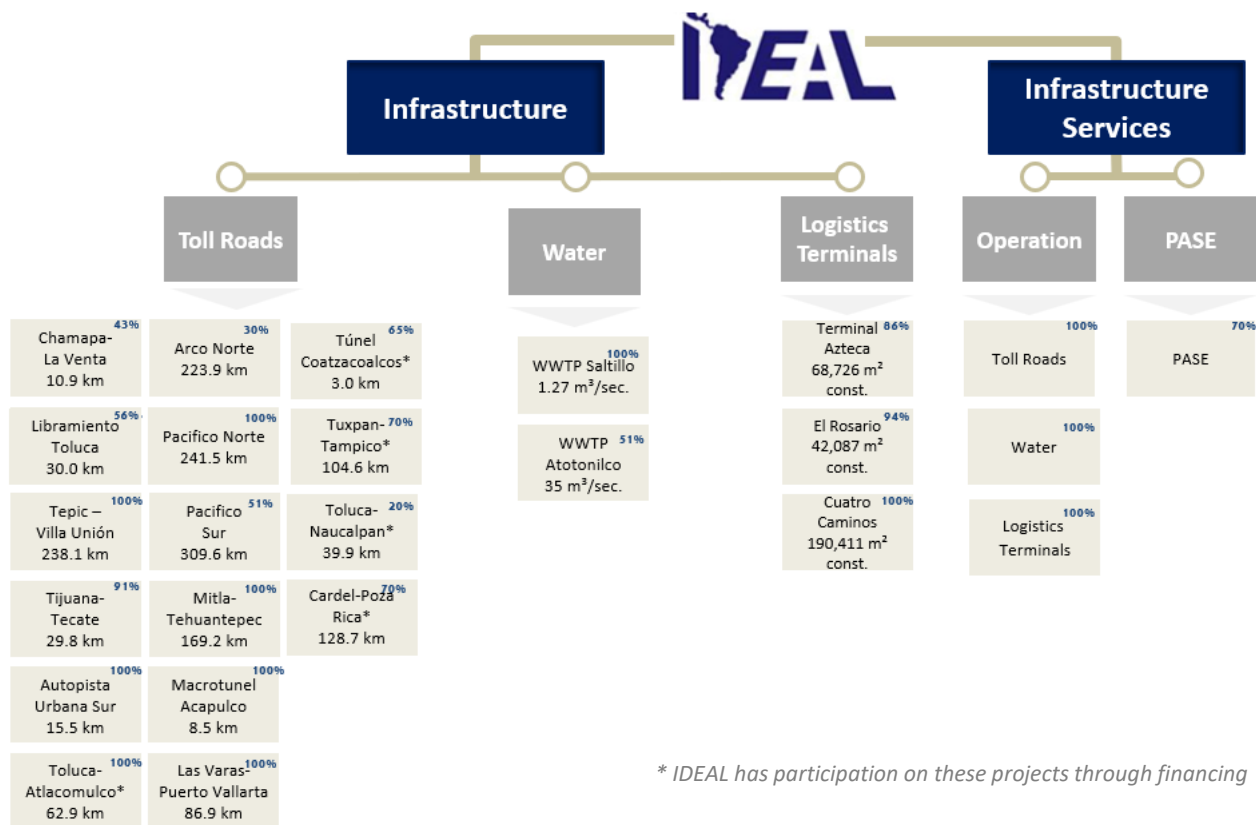 IDEAL
Infrastructure
Infrastructure
Services
Toll Roads
Water
Logistics
Terminals
Operation
PASE
43%
Chamapa-
La Venta
10.9 km
30%
Arco Norte
223.9 km
65%
Túnel
Coatzacoalcos*
3.0 km
56%
Libramiento
Toluca
30.0 km
100%
Pacifico Norte
241.5 km
70%
Tuxpan-
Tampico*
104.6 km
100%
Tepic –
Villa Unión
238.1 km
51%
Pacifico
Sur
309.6 km
20%
Toluca-
Naucalpan*
39.9 km
91%
Tijuana-
Tecate
29.8 km
100%
Mitla-
Tehuantepec
169.2 km
70%
Cardel-Poza
Rica*
128.7 km
100%
Autopista
Urbana Sur
15.5 km
100%
Macrotunel
Acapulco
8.5 km
100%
Toluca-
Atlacomulco*
62.9 km
100%
Las Varas-
Puerto Vallarta
86.9 km
100%
WWTP Saltillo
1.27 m³/sec.
51%
WWTP
Atotonilco
35 m³/sec.
86%
Terminal
Azteca
68,726 m²
const.
94%
El Rosario
42,087 m²
const.
100%
Cuatro
Caminos
190,411 m²
const.
100%
Toll Roads
100%
Water
100%
Logistics
Terminals
70%
PASE
* IDEAL has participation on these projects through financing